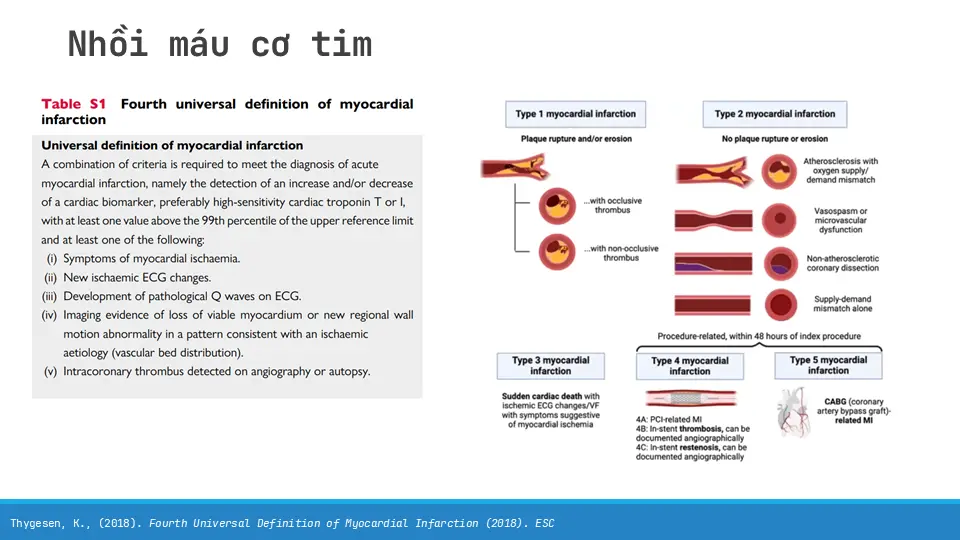 Nhồi máu cơ tim
Table S1 Fourth universal definition of myocardial
infarction
Universal definition of myocardial infarction
A combination of criteria is required to meet the diagnosis of acute
myocardial infarction, namely the detection of an increase and/or decrease
of a cardiac biomarker, preferably high-sensitivity cardiac troponin T or I,
with at least one value above the 99th percentile of the upper reference limit
and at least one of the following:
(i) Symptoms of myocardial ischaemia.
(ii) New ischaemic ECG changes.
(iii) Development of pathological Q waves on ECG.
(iv) Imaging evidence of loss of viable myocardium or new regional wall
motion abnormality in a pattern consistent with an ischaemic
aetiology (vascular bed distribution).
(v) Intracoronary thrombus detected on angiography or autopsy.
Type 1 myocardial infarction
Plaque rupture and/or erosion
...with occlusive
thrombus
...with non-occlusive
thrombus
Type 2 myocardial infarction
No plaque rupture or erosion
Atherosclerosis with
oxygen supply/
demand mismatch
Vasospasm or
microvascular
dysfunction
Non-atherosclerotic
coronary dissection
Supply-demand
mismatch alone
Procedure-related, within 48 hours of index procedure
Type 3 myocardial
infarction
Sudden cardiac death with
ischemic ECG changes/VF
with symptoms suggestive
of myocardial ischemia
Type 4 myocardial
infarction
4A: PCI-related MI
4B: In-stent thrombosis, can be
documented angiographically
4C: In-stent restenosis, can be
documented angiographically
Type 5 myocardial
infarction
CABG (coronary
artery bypass graft)-
related MI
Thygesen, K., (2018). Fourth Universal Definition of Myocardial Infarction (2018). ESC